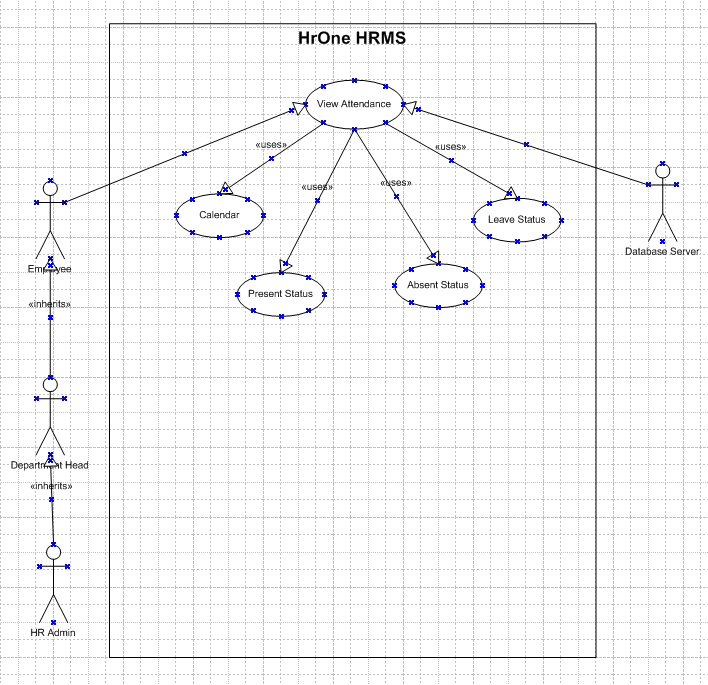 HrOne HRMS
View Attendance
«uses»
«uses»
«uses»
«uses»
Calendar
Leave Status
Present Status
Absent Status
Employee
Database Server
«inherits»
Department Head
«inherits»
HR Admin